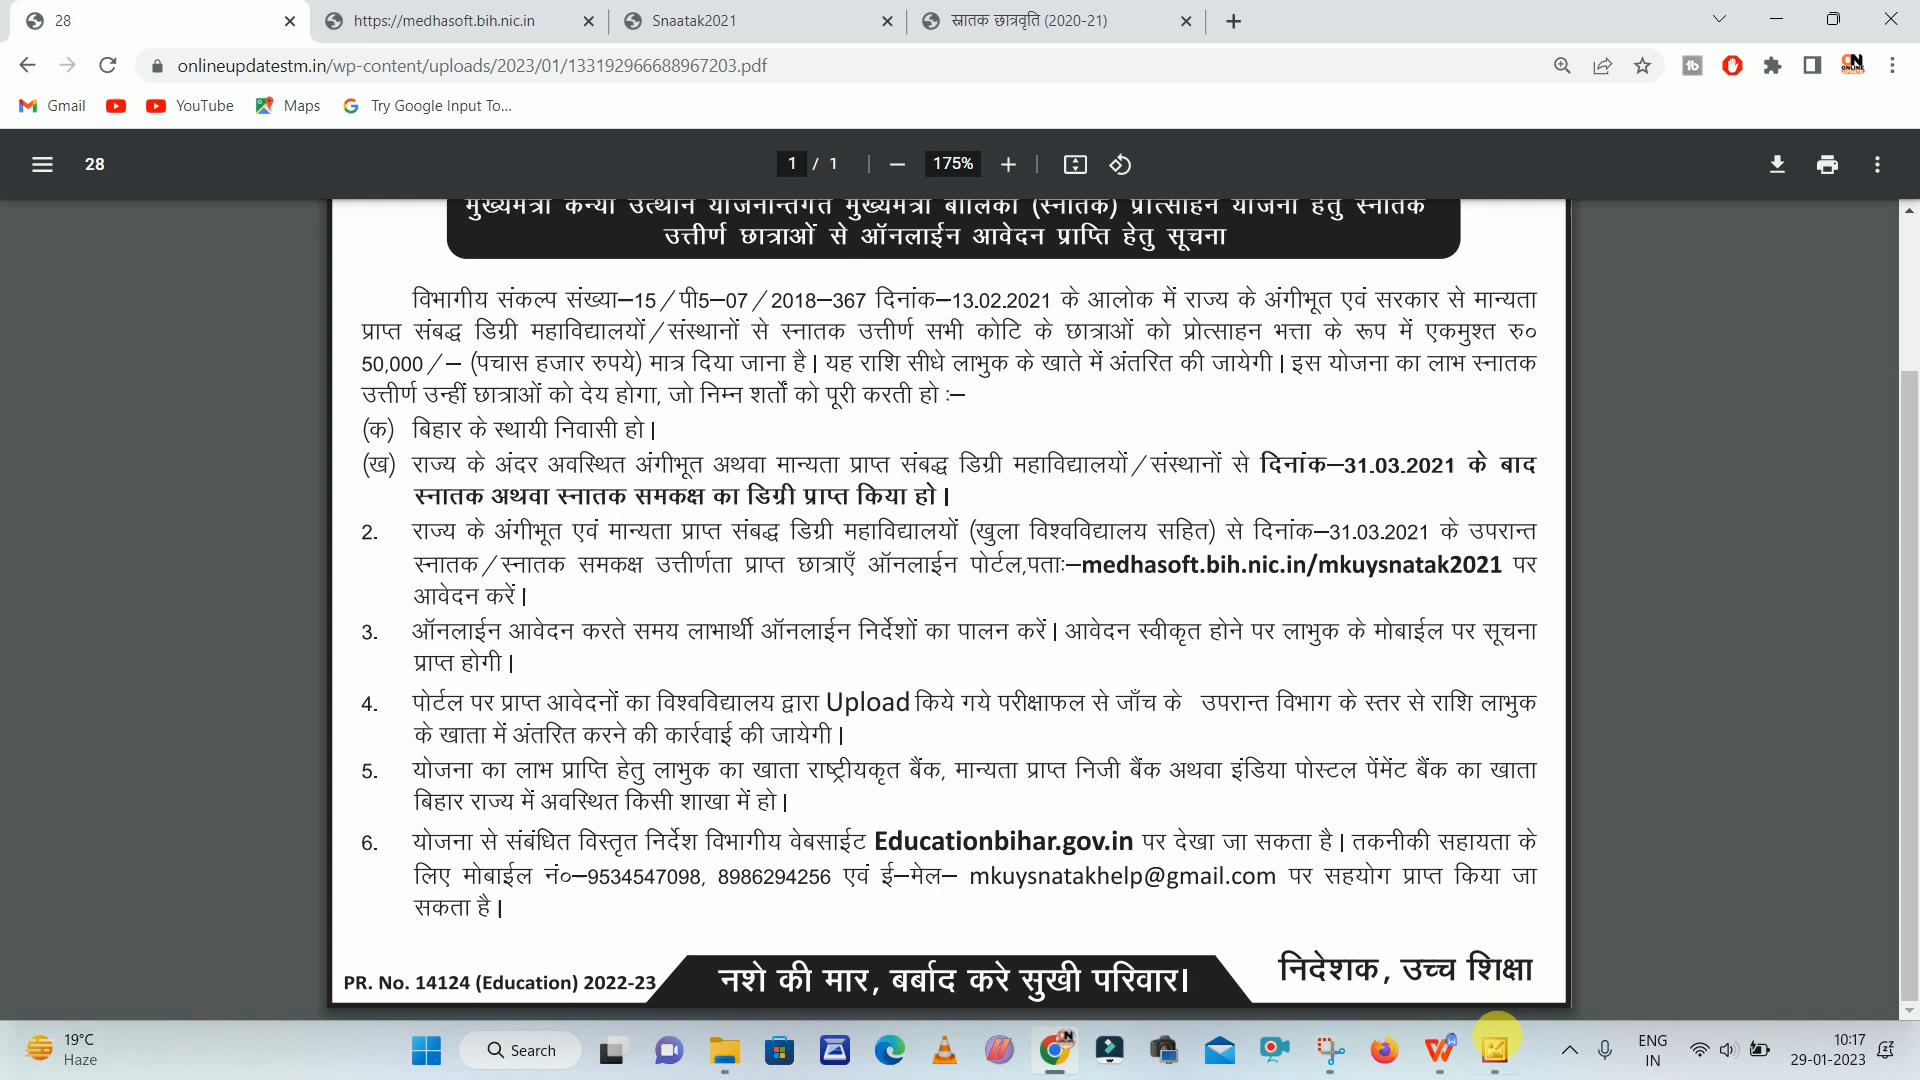 28
https://medhasoft.bih.nic.in
Snaatak2021
स्नातक छात्रवृति (2020-21)
onlineupdatestm.in/wp-content/uploads/2023/01/133192966688967203.pdf
Gmail
YouTube
Maps
Try Google Input To...
28
1 / 1
175%
मुख्यमंत्री कन्या उत्थान योजनान्तर्गत मुख्यमंत्री बालिका (स्नातक) प्रोत्साहन योजना हेतु स्नातक
उत्तीर्ण छात्राओं से ऑनलाईन आवेदन प्राप्ति हेतु सूचना
विभागीय संकल्प संख्या–15/पी5–07/2018–367 दिनांक–13.02.2021 के आलोक में राज्य के अंगीभूत एवं सरकार से मान्यता
प्राप्त संबद्ध डिग्री महाविद्यालयों/संस्थानों से स्नातक उत्तीर्ण सभी कोटि के छात्राओं को प्रोत्साहन भत्ता के रूप में एकमुश्त रु०
50,000/– (पचास हजार रुपये) मात्र दिया जाना है। यह राशि सीधे लाभुक के खाते में अंतरित की जायेगी। इस योजना का लाभ स्नातक
उत्तीर्ण उन्हीं छात्राओं को देय होगा, जो निम्न शर्तों को पूरी करती हो :–
(क) बिहार के स्थायी निवासी हो।
(ख) राज्य के अंदर अवस्थित अंगीभूत अथवा मान्यता प्राप्त संबद्ध डिग्री महाविद्यालयों/संस्थानों से दिनांक–31.03.2021 के बाद
स्नातक अथवा स्नातक समकक्ष का डिग्री प्राप्त किया हो।
2. राज्य के अंगीभूत एवं मान्यता प्राप्त संबद्ध डिग्री महाविद्यालयों (खुला विश्वविद्यालय सहित) से दिनांक–31.03.2021 के उपरान्त
स्नातक/स्नातक समकक्ष उत्तीर्णता प्राप्त छात्राएँ ऑनलाईन पोर्टल,पताः–medhasoft.bih.nic.in/mkuysnatak2021 पर
आवेदन करें।
3. ऑनलाईन आवेदन करते समय लाभार्थी ऑनलाईन निर्देशों का पालन करें। आवेदन स्वीकृत होने पर लाभुक के मोबाईल पर सूचना
प्राप्त होगी।
4. पोर्टल पर प्राप्त आवेदनों का विश्वविद्यालय द्वारा Upload किये गये परीक्षाफल से जाँच के उपरान्त विभाग के स्तर से राशि लाभुक
के खाता में अंतरित करने की कार्रवाई की जायेगी।
5. योजना का लाभ प्राप्ति हेतु लाभुक का खाता राष्ट्रीयकृत बैंक, मान्यता प्राप्त निजी बैंक अथवा इंडिया पोस्टल पेंमेंट बैंक का खाता
बिहार राज्य में अवस्थित किसी शाखा में हो।
6. योजना से संबंधित विस्तृत निर्देश विभागीय वेबसाईट Educationbihar.gov.in पर देखा जा सकता है। तकनीकी सहायता के
लिए मोबाईल नं०–9534547098, 8986294256 एवं ई–मेल– mkuysnatakhelp@gmail.com पर सहयोग प्राप्त किया जा
सकता है।
PR. No. 14124 (Education) 2022-23
नशे की मार, बर्बाद करे सुखी परिवार।
निदेशक, उच्च शिक्षा
19°C
Haze
Search
ENG
IN
10:17
29-01-2023